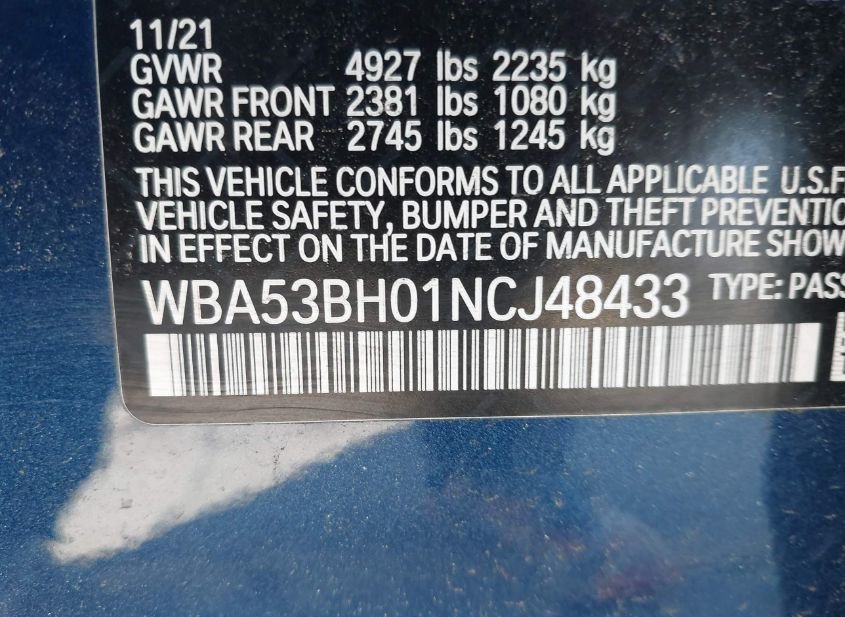 11/21
GVWR 4927 lbs 2235 kg
GAWR FRONT 2381 lbs 1080 kg
GAWR REAR 2745 lbs 1245 kg
THIS VEHICLE CONFORMS TO ALL APPLICABLE U.S.F
VEHICLE SAFETY, BUMPER AND THEFT PREVENTIO
IN EFFECT ON THE DATE OF MANUFACTURE SHOW
WBA53BH01NCJ48433 TYPE: PASS